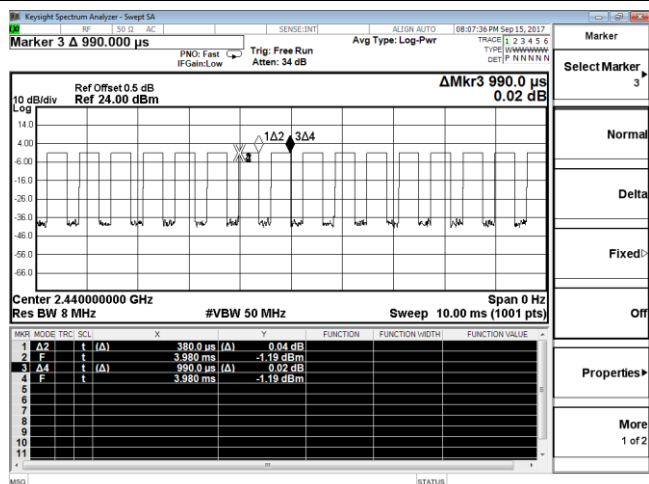 Keysight Spectrum Analyzer - Swept SA
RF 50 Ω AC SENSE:INT ALIGN AUTO 08:07:36 PM Sep 15, 2017
Marker 3 Δ 990.000 µs
PNO: Fast Trig: Free Run Avg Type: Log-Pwr TRACE 1 2 3 4 5 6
IFGain:Low Atten: 34 dB TYPE WWWWWW
DET P N N N N N
ΔMkr3 990.0 µs
0.02 dB
Ref Offset 0.5 dB
10 dB/div Ref 24.00 dBm
Log
14.0
4.00
-6.00
-16.0
-26.0
-36.0
-46.0
-56.0
-66.0
1Δ2 3Δ4
Center 2.440000000 GHz Span 0 Hz
Res BW 8 MHz #VBW 50 MHz Sweep 10.00 ms (1001 pts)
MKR MODE TRC SCL X Y FUNCTION FUNCTION WIDTH FUNCTION VALUE
1 Δ2 t (Δ) 380.0 µs (Δ) 0.04 dB
2 F t 3.980 ms -1.19 dBm
3 Δ4 t (Δ) 990.0 µs (Δ) 0.02 dB
4 F t 3.980 ms -1.19 dBm
5
6
7
8
9
10
11
MSG STATUS
Marker
Select Marker
3
Normal
Delta
Fixed
Off
Properties
More
1 of 2